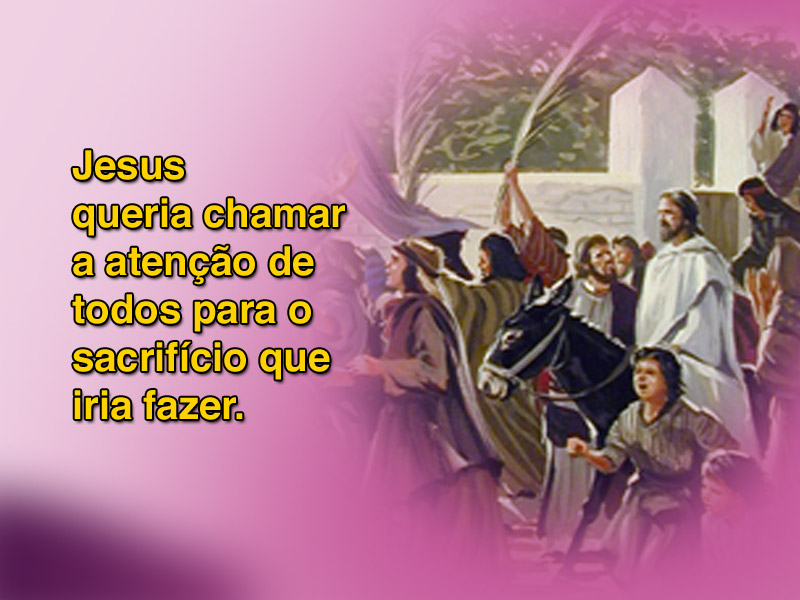 Jesus
queria chamar
a atenção de
todos para o
sacrifício que
iria fazer.